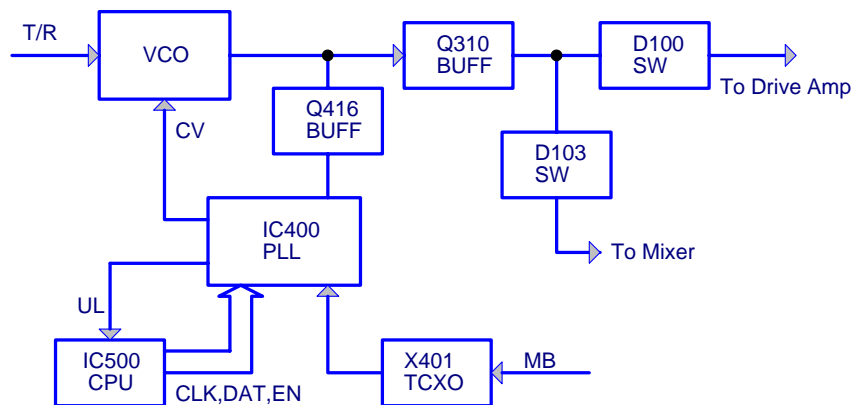 T/R
VCO
Q310
BUFF
D100
SW
To Drive Amp
Q416
BUFF
CV
D103
SW
IC400
PLL
To Mixer
UL
IC500
CPU
CLK,DAT,EN
X401
TCXO
MB